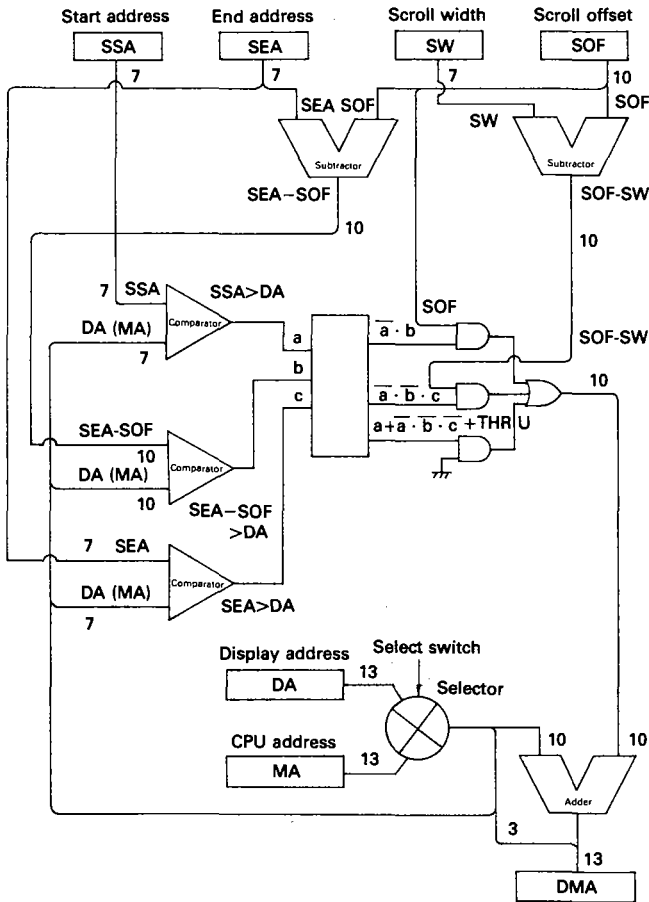 Start address
End address
Scroll width
Scroll offset
SSA
SEA
SW
SOF
7
7
7
10
SEA
SOF
SW
SOF
Subtractor
Subtractor
SEA−SOF
SOF-SW
10
10
7
SSA
SSA>DA
DA (MA)
Comparator
7
a
SOF
a̅ · b
SOF-SW
b
a̅ · b̅ · c
10
c
a+a̅ · b̅ · c̅ +THRU
SEA-SOF
10
DA (MA)
Comparator
10
SEA−SOF
>DA
7
SEA
DA (MA)
Comparator
SEA>DA
7
Select switch
Display address
13
Selector
DA
CPU address
13
MA
10
10
Adder
3
13
DMA